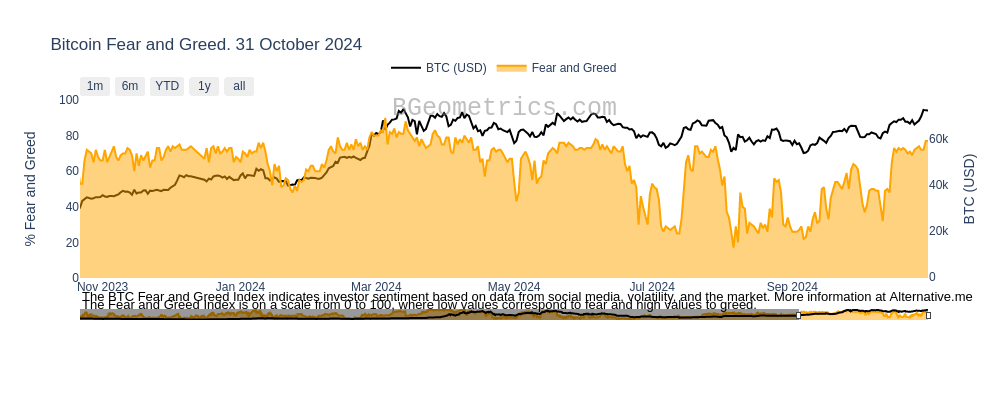 Bitcoin Fear and Greed. 31 October 2024
BTC (USD) Fear and Greed
1m 6m YTD 1y all
BGeometrics.com
100
80
60
40
20
0
% Fear and Greed
60k
40k
20k
0
BTC (USD)
Nov 2023 Jan 2024 Mar 2024 May 2024 Jul 2024 Sep 2024
The BTC Fear and Greed Index indicates investor sentiment based on data from social media, volatility, and the market. More information at Alternative.me
The Fear and Greed Index is on a scale from 0 to 100, where low values correspond to fear and high values to greed.